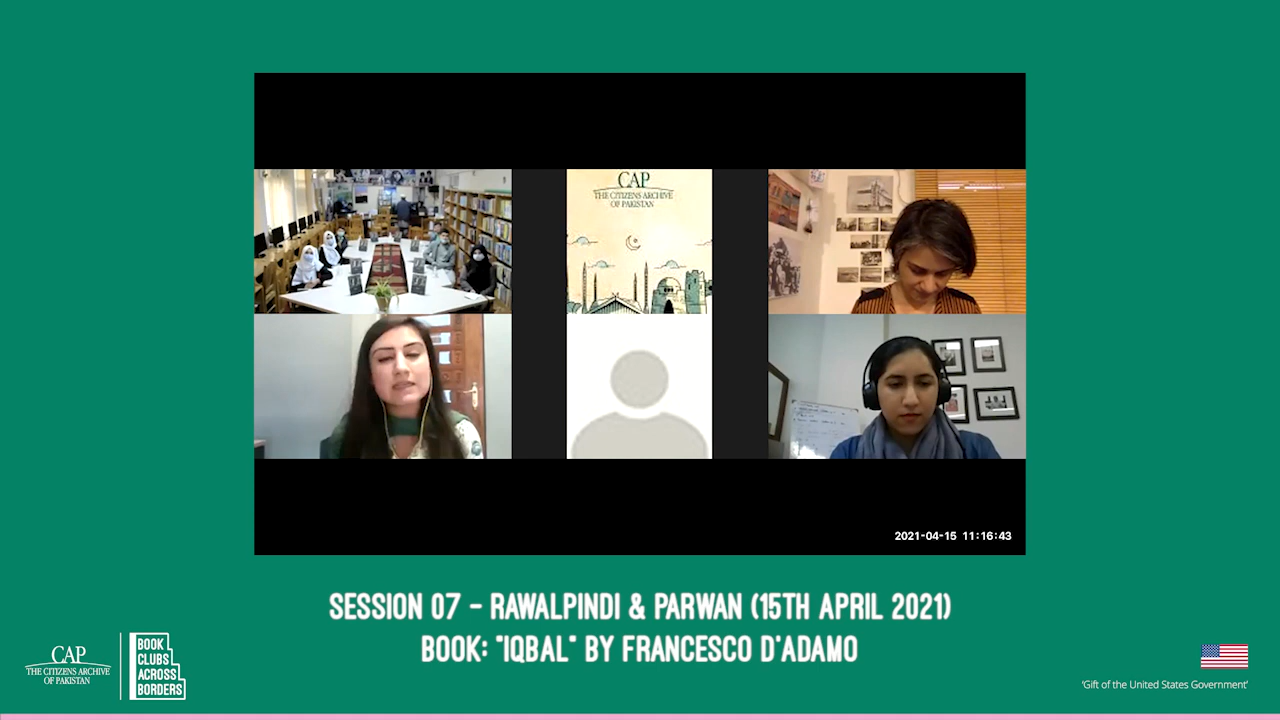 CAP
THE CITIZENS ARCHIVE
OF PAKISTAN
2021-04-15 11:16:43
SESSION 07 - RAWALPINDI & PARWAN (15TH APRIL 2021)
BOOK: "IQBAL" BY FRANCESCO D'ADAMO
CAP
THE CITIZENS ARCHIVE
OF PAKISTAN
BOOK
CLUBS
ACROSS
BORDERS
'Gift of the United States Government'